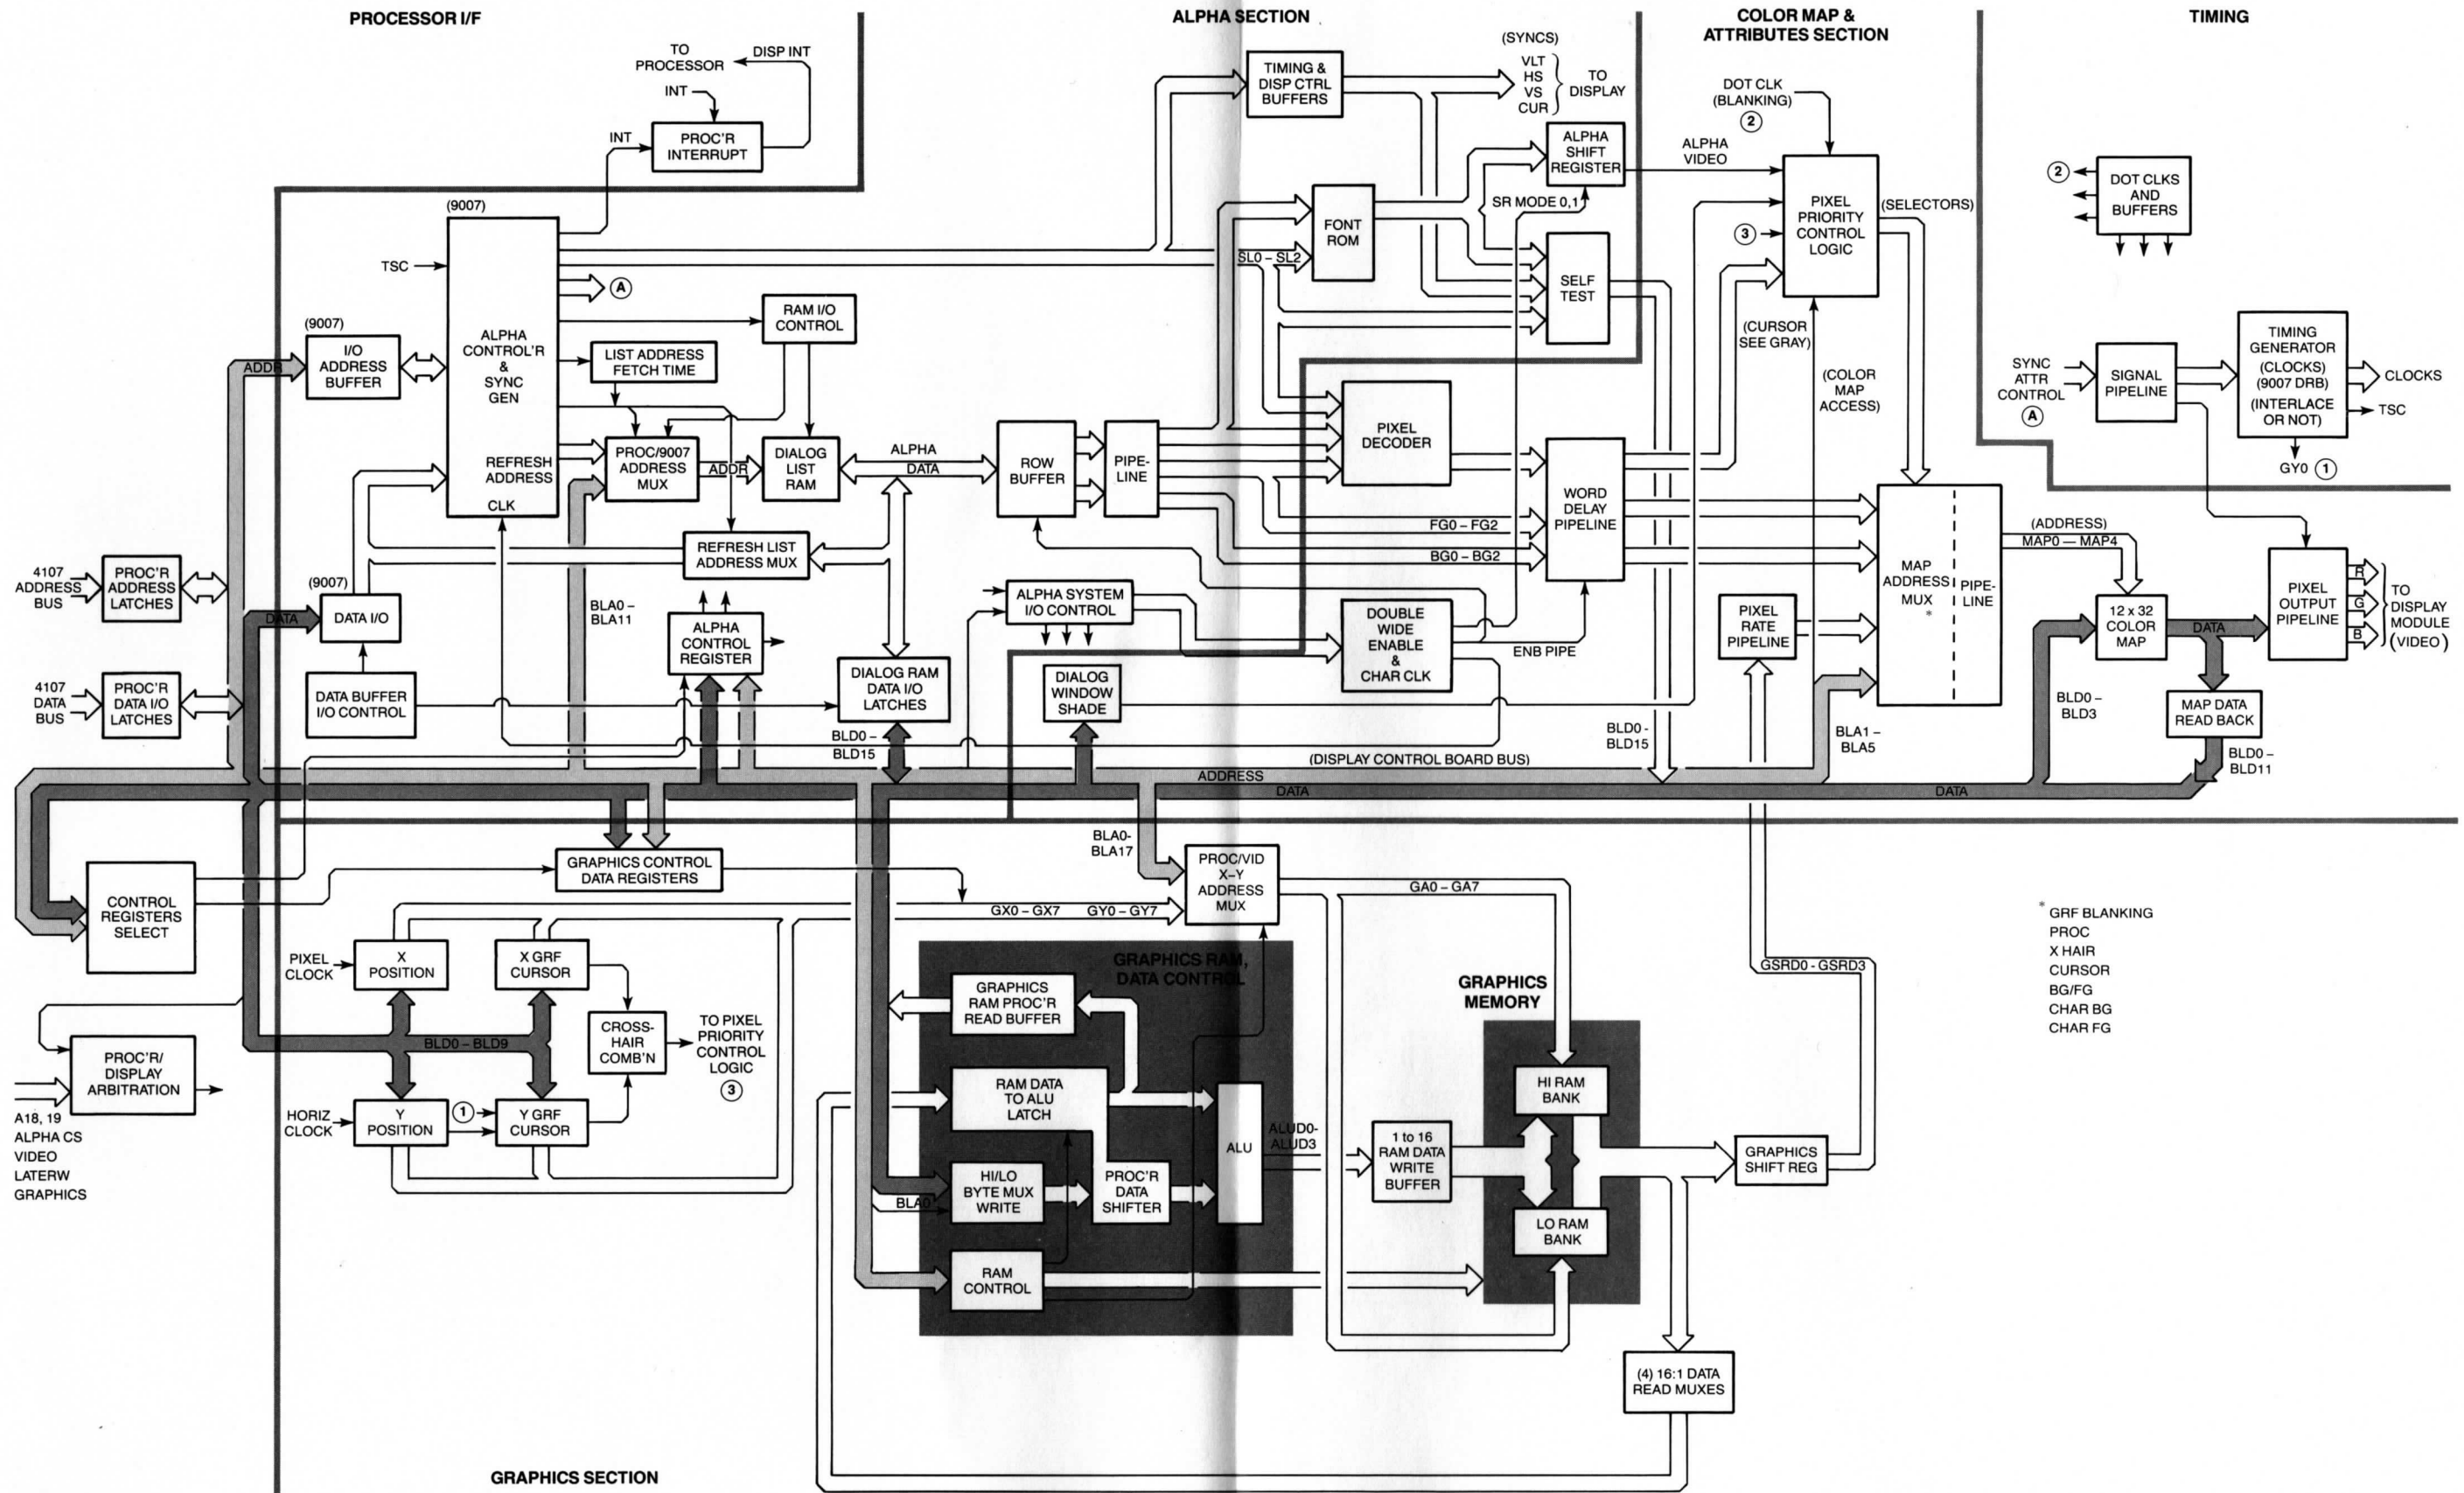 PROCESSOR I/F
ALPHA SECTION
COLOR MAP &
ATTRIBUTES SECTION
TIMING
TO
PROCESSOR
DISP INT
INT
INT
PROC'R
INTERRUPT
(9007)
TSC
ALPHA
CONTROL'R
&
SYNC
GEN
REFRESH
ADDRESS
CLK
A
(9007)
I/O
ADDRESS
BUFFER
ADDR
RAM I/O
CONTROL
LIST ADDRESS
FETCH TIME
PROC/9007
ADDRESS
MUX
ADDR
DIALOG
LIST
RAM
ALPHA
DATA
REFRESH LIST
ADDRESS MUX
4107
ADDRESS
BUS
PROC'R
ADDRESS
LATCHES
(9007)
DATA
DATA I/O
BLA0 –
BLA11
ALPHA
CONTROL
REGISTER
4107
DATA
BUS
PROC'R
DATA I/O
LATCHES
DATA BUFFER
I/O CONTROL
DIALOG RAM
DATA I/O
LATCHES
BLD0 –
BLD15
TIMING &
DISP CTRL
BUFFERS
(SYNCS)
VLT
HS
VS
CUR
TO
DISPLAY
ALPHA
SHIFT
REGISTER
SR MODE 0,1
FONT
ROM
SL0 – SL2
SELF
TEST
ROW
BUFFER
PIPE-
LINE
PIXEL
DECODER
WORD
DELAY
PIPELINE
FG0 – FG2
BG0 – BG2
ALPHA SYSTEM
I/O CONTROL
DOUBLE
WIDE
ENABLE
&
CHAR CLK
ENB PIPE
DIALOG
WINDOW
SHADE
BLD0 -
BLD15
(DISPLAY CONTROL BOARD BUS)
ADDRESS
DATA
DATA
DOT CLK
(BLANKING)
2
ALPHA
VIDEO
PIXEL
PRIORITY
CONTROL
LOGIC
3
(SELECTORS)
(CURSOR
SEE GRAY)
(COLOR
MAP
ACCESS)
MAP
ADDRESS
MUX
*
PIPE-
LINE
PIXEL
RATE
PIPELINE
BLA1 –
BLA5
2
DOT CLKS
AND
BUFFERS
SYNC
ATTR
CONTROL
A
SIGNAL
PIPELINE
TIMING
GENERATOR
(CLOCKS)
(9007 DRB)
(INTERLACE
OR NOT)
CLOCKS
TSC
GY0 1
(ADDRESS)
MAP0 — MAP4
12 x 32
COLOR
MAP
DATA
PIXEL
OUTPUT
PIPELINE
R
G
B
TO
DISPLAY
MODULE
(VIDEO)
BLD0 –
BLD3
MAP DATA
READ BACK
BLD0 –
BLD11
CONTROL
REGISTERS
SELECT
GRAPHICS CONTROL
DATA REGISTERS
PIXEL
CLOCK
X
POSITION
X GRF
CURSOR
BLD0 – BLD9
CROSS-
HAIR
COMB'N
TO PIXEL
PRIORITY
CONTROL
LOGIC
3
HORIZ
CLOCK
Y
POSITION
1
Y GRF
CURSOR
PROC'R/
DISPLAY
ARBITRATION
A18, 19
ALPHA CS
VIDEO
LATERW
GRAPHICS
BLA0-
BLA17
PROC/VID
X–Y
ADDRESS
MUX
GX0 – GX7 GY0 – GY7
GA0 – GA7
GRAPHICS RAM,
DATA CONTROL
GRAPHICS
RAM PROC'R
READ BUFFER
RAM DATA
TO ALU
LATCH
HI/LO
BYTE MUX
WRITE
BLA0
PROC'R
DATA
SHIFTER
ALU
RAM
CONTROL
ALUD0-
ALUD3
1 to 16
RAM DATA
WRITE
BUFFER
GRAPHICS
MEMORY
HI RAM
BANK
LO RAM
BANK
GRAPHICS
SHIFT REG
GSRD0 - GSRD3
(4) 16:1 DATA
READ MUXES
* GRF BLANKING
PROC
X HAIR
CURSOR
BG/FG
CHAR BG
CHAR FG
GRAPHICS SECTION